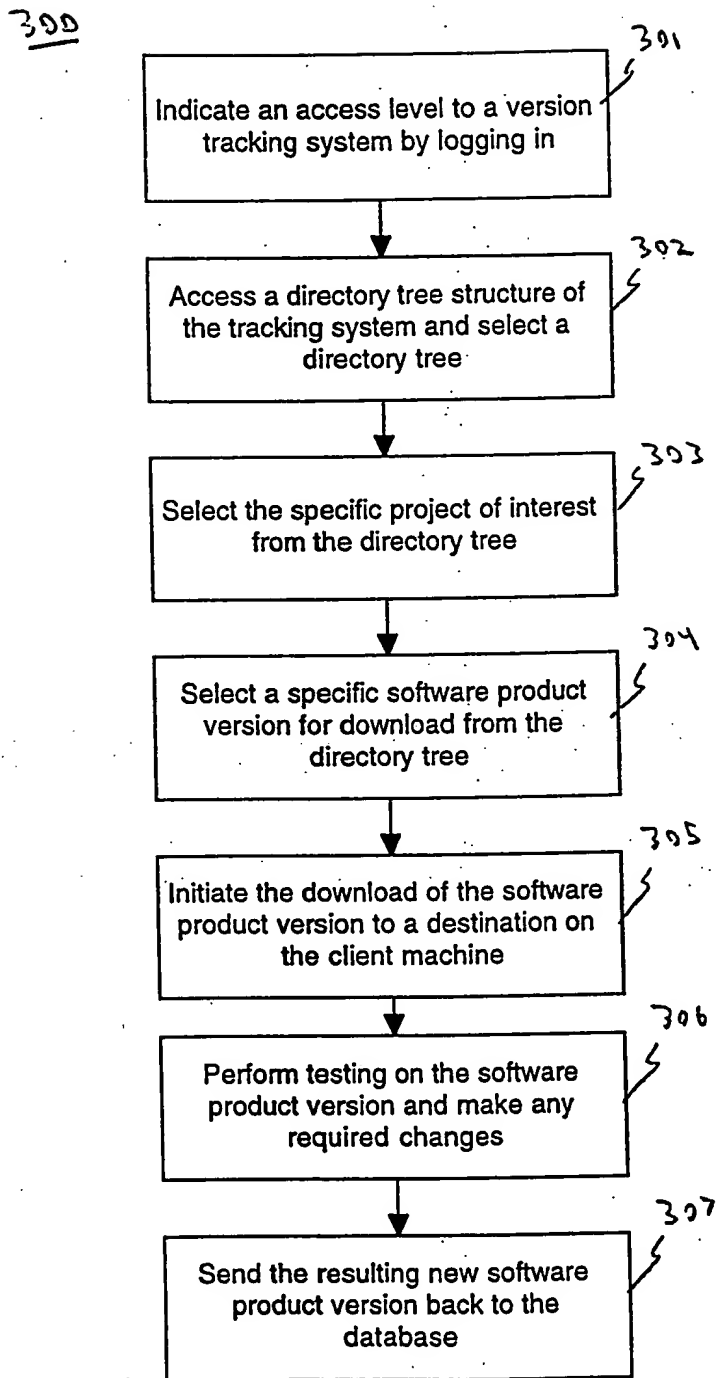 300
301
Indicate an access level to a version
tracking system by logging in
302
Access a directory tree structure of
the tracking system and select a
directory tree
303
Select the specific project of interest
from the directory tree
304
Select a specific software product
version for download from the
directory tree
305
Initiate the download of the software
product version to a destination on
the client machine
306
Perform testing on the software
product version and make any
required changes
307
Send the resulting new software
product version back to the
database